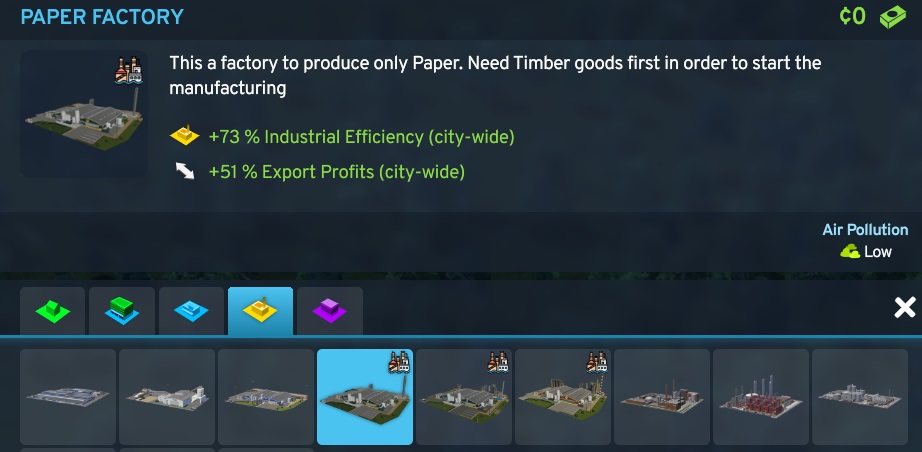 PAPER FACTORY
¢0
This a factory to produce only Paper. Need Timber goods first in order to start the
manufacturing
+73 % Industrial Efficiency (city-wide)
+51 % Export Profits (city-wide)
Air Pollution
Low